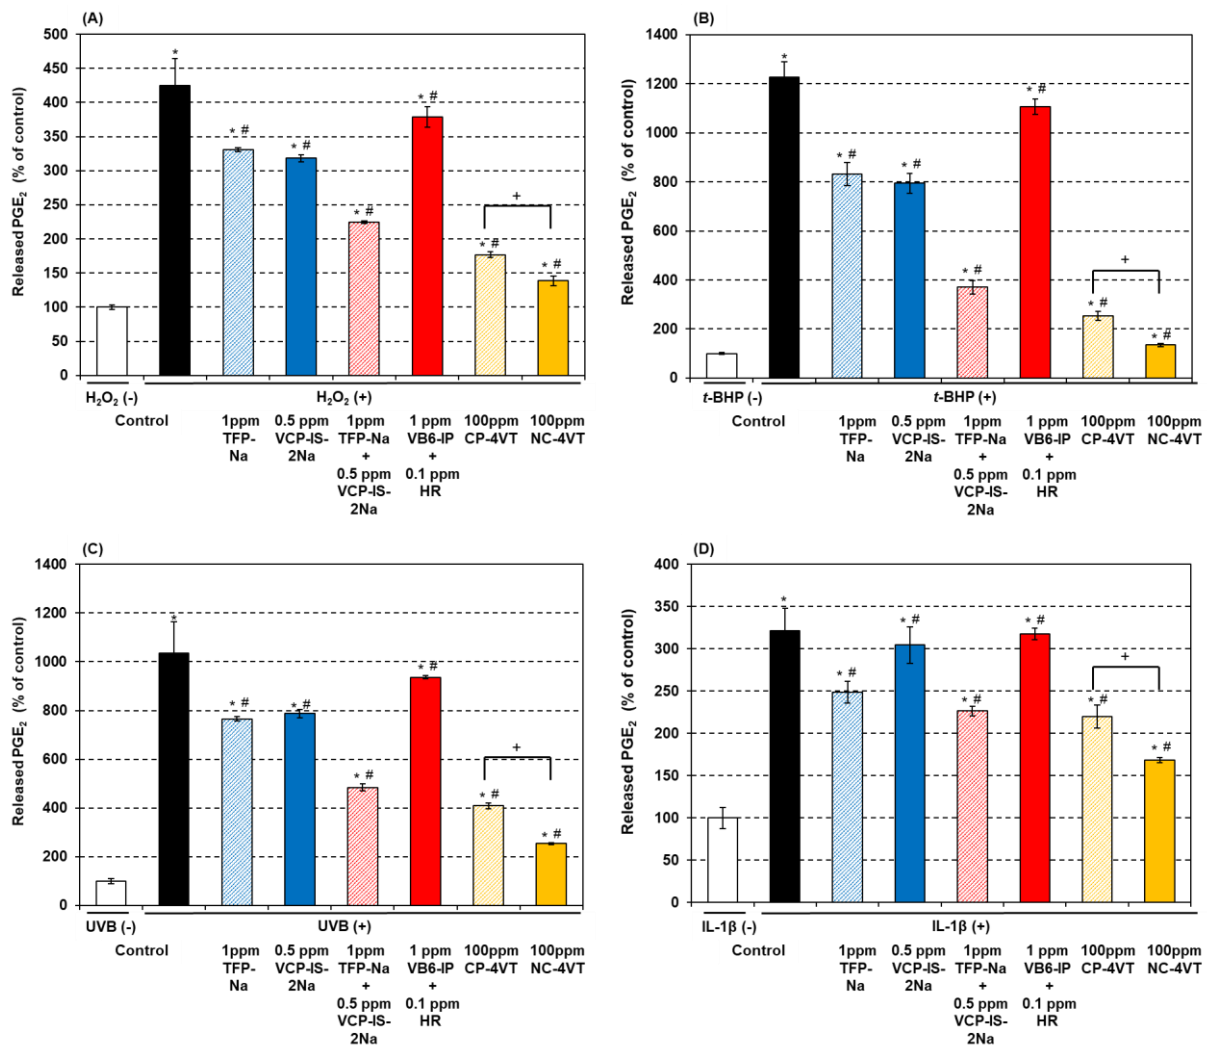 (A)
Released PGE₂ (% of control)
500
450
400
350
300
250
200
150
100
50
0
*
* #
* #
* #
* #
+
* #
* #
H₂O₂ (-)
H₂O₂ (+)
Control
1ppm TFP-Na
0.5 ppm VCP-IS-2Na
1ppm TFP-Na + 0.5 ppm VCP-IS-2Na
1 ppm VB6-IP + 0.1 ppm HR
100ppm CP-4VT
100ppm NC-4VT
(B)
Released PGE₂ (% of control)
1400
1200
1000
800
600
400
200
0
*
* #
* #
* #
* #
+
* #
* #
t-BHP (-)
t-BHP (+)
Control
1ppm TFP-Na
0.5 ppm VCP-IS-2Na
1ppm TFP-Na + 0.5 ppm VCP-IS-2Na
1 ppm VB6-IP + 0.1 ppm HR
100ppm CP-4VT
100ppm NC-4VT
(C)
Released PGE₂ (% of control)
1400
1200
1000
800
600
400
200
0
*
* #
* #
* #
* #
+
* #
* #
UVB (-)
UVB (+)
Control
1ppm TFP-Na
0.5 ppm VCP-IS-2Na
1ppm TFP-Na + 0.5 ppm VCP-IS-2Na
1 ppm VB6-IP + 0.1 ppm HR
100ppm CP-4VT
100ppm NC-4VT
(D)
Released PGE₂ (% of control)
400
350
300
250
200
150
100
50
0
*
* #
* #
* #
* #
+
* #
* #
IL-1β (-)
IL-1β (+)
Control
1ppm TFP-Na
0.5 ppm VCP-IS-2Na
1ppm TFP-Na + 0.5 ppm VCP-IS-2Na
1 ppm VB6-IP + 0.1 ppm HR
100ppm CP-4VT
100ppm NC-4VT